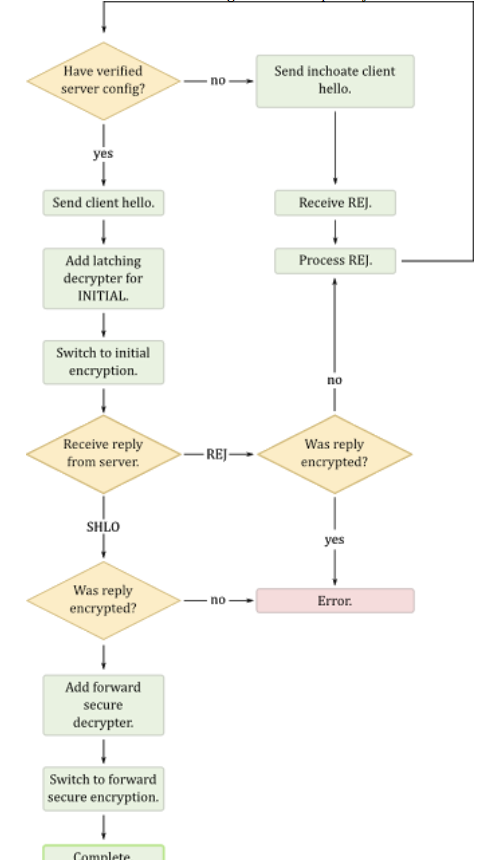 Have verified
server config?
no
Send inchoate client
hello.
yes
Send client hello.
Receive REJ.
Add latching
decrypter for
INITIAL.
Process REJ.
Switch to initial
encryption.
no
Receive reply
from server.
REJ
Was reply
encrypted?
SHLO
yes
Was reply
encrypted?
no
Error.
Add forward
secure
decrypter.
Switch to forward
secure encryption.
Complete